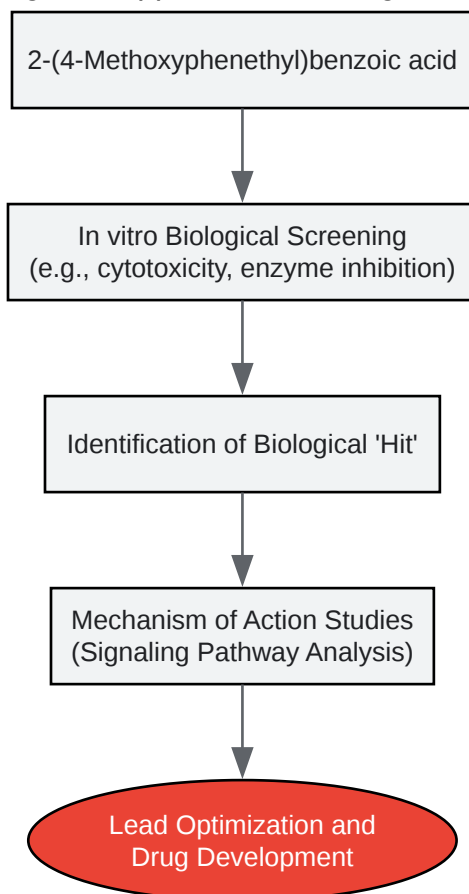 2-(4-Methoxyphenethyl)benzoic acid
In vitro Biological Screening
(e.g., cytotoxicity, enzyme inhibition)
Identification of Biological 'Hit'
Mechanism of Action Studies
(Signaling Pathway Analysis)
Lead Optimization and
Drug Development